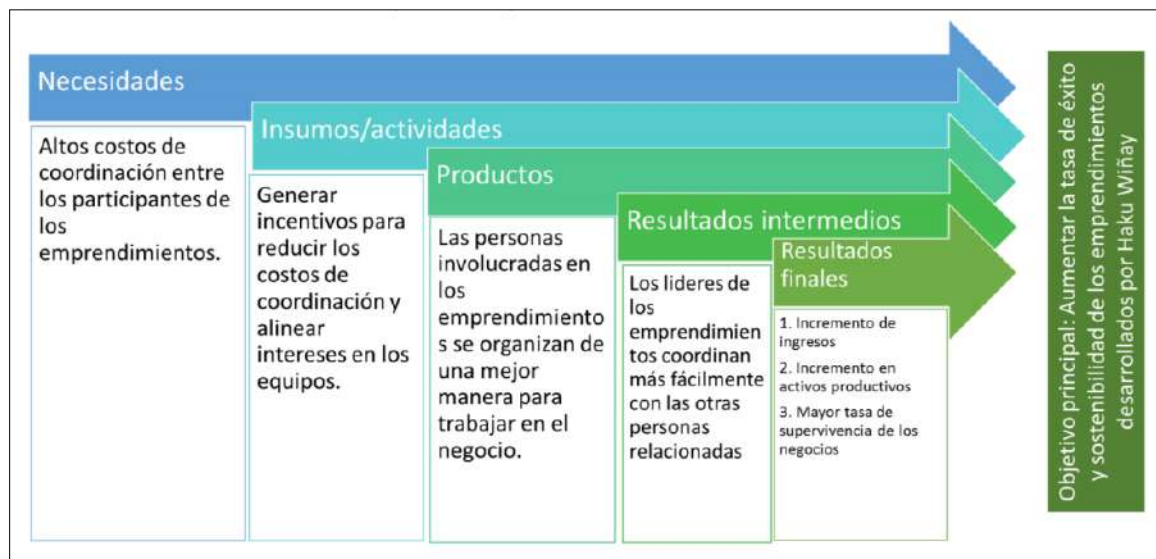 Necesidades
Altos costos de
coordinación entre
los participantes de
los
emprendimientos.
Insumos/actividades
Generar
incentivos para
reducir los
costos de
coordinación y
alinear
intereses en los
equipos.
Productos
Las personas
involucradas en
los
emprendimiento
s se organizan de
una mejor
manera para
trabajar en el
negocio.
Resultados intermedios
Los lideres de
los
emprendimien
tos coordinan
más fácilmente
con las otras
personas
relacionadas
Resultados
finales
1. Incremento de
ingresos
2. Incremento en
activos productivos
3. Mayor tasa de
supervivencia de los
negocios
Objetivo principal: Aumentar la tasa de éxito
y sostenibilidad de los emprendimientos
desarrollados por Haku Wiñay